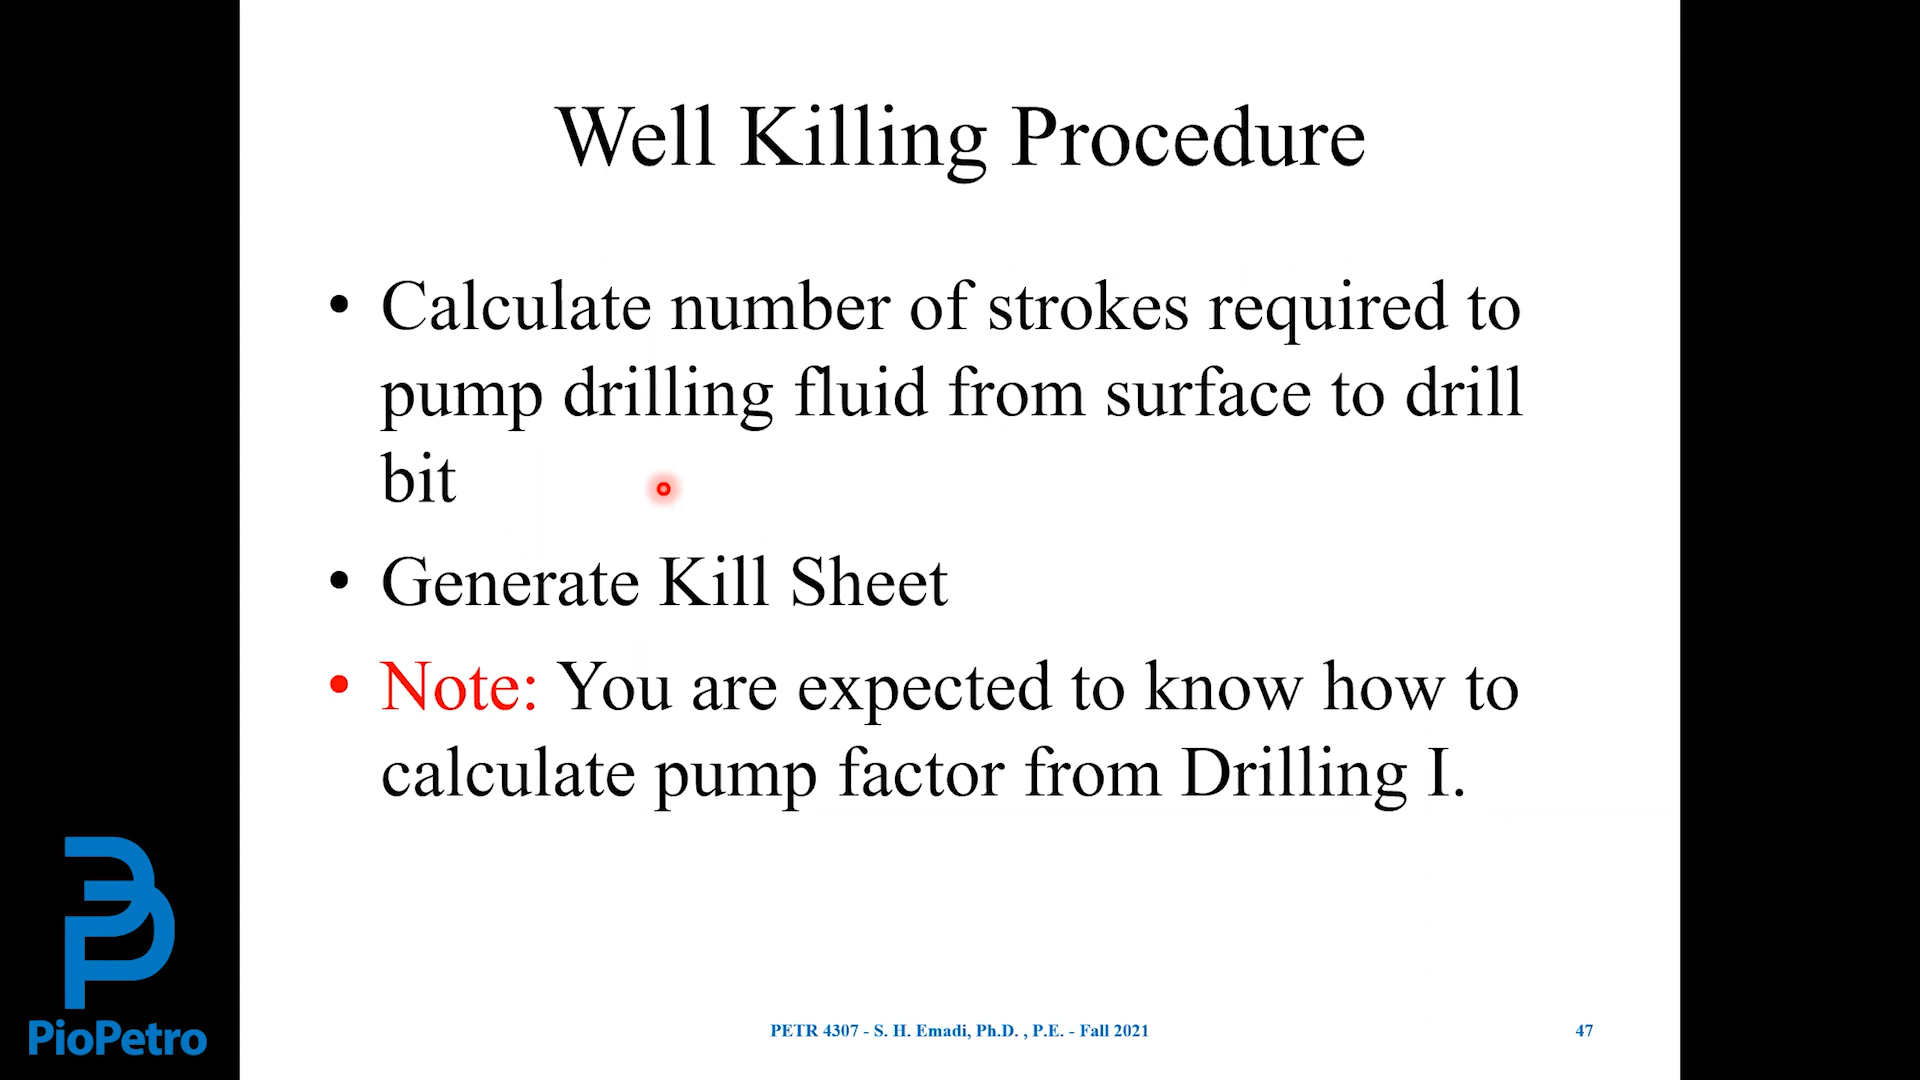 Well Killing Procedure
• Calculate number of strokes required to
pump drilling fluid from surface to drill
bit
• Generate Kill Sheet
• Note: You are expected to know how to
calculate pump factor from Drilling I.
PioPetro
PETR 4307 - S. H. Emadi, Ph.D. , P.E. - Fall 2021
47